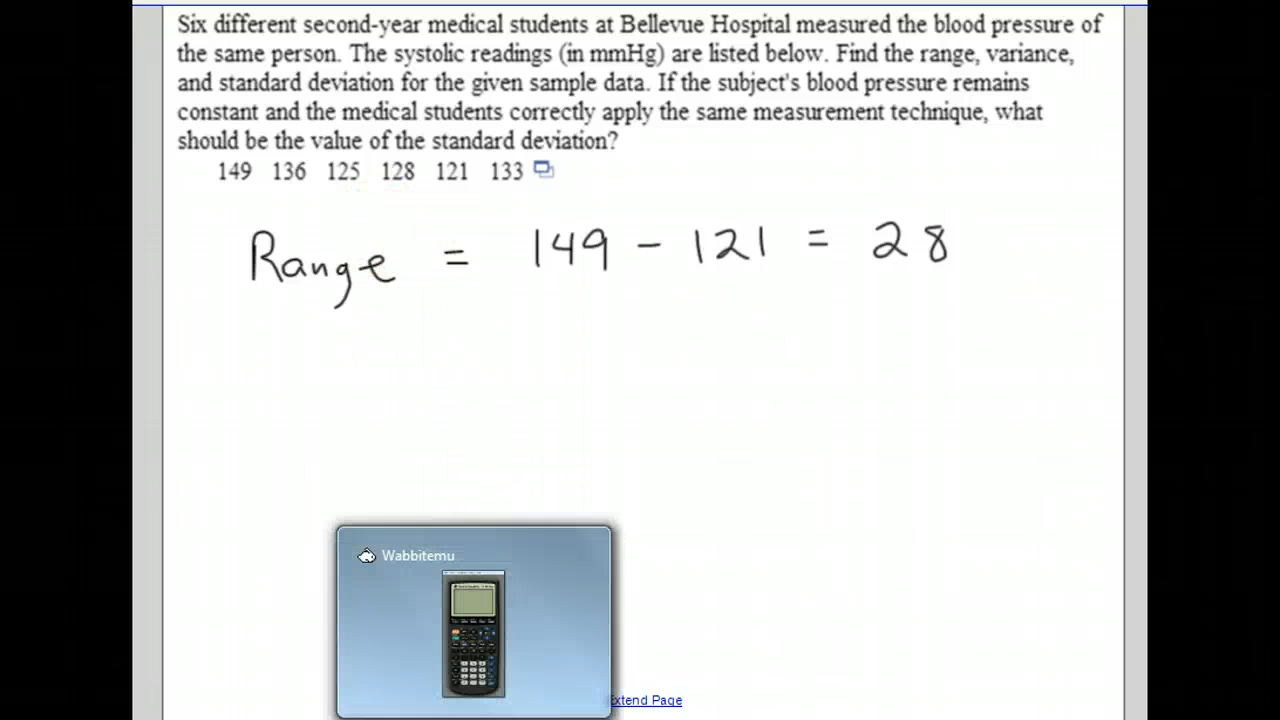 Six different second-year medical students at Bellevue Hospital measured the blood pressure of
the same person. The systolic readings (in mmHg) are listed below. Find the range, variance,
and standard deviation for the given sample data. If the subject's blood pressure remains
constant and the medical students correctly apply the same measurement technique, what
should be the value of the standard deviation?
149 136 125 128 121 133
Range = 149 - 121 = 28
Wabbitemu
Extend Page